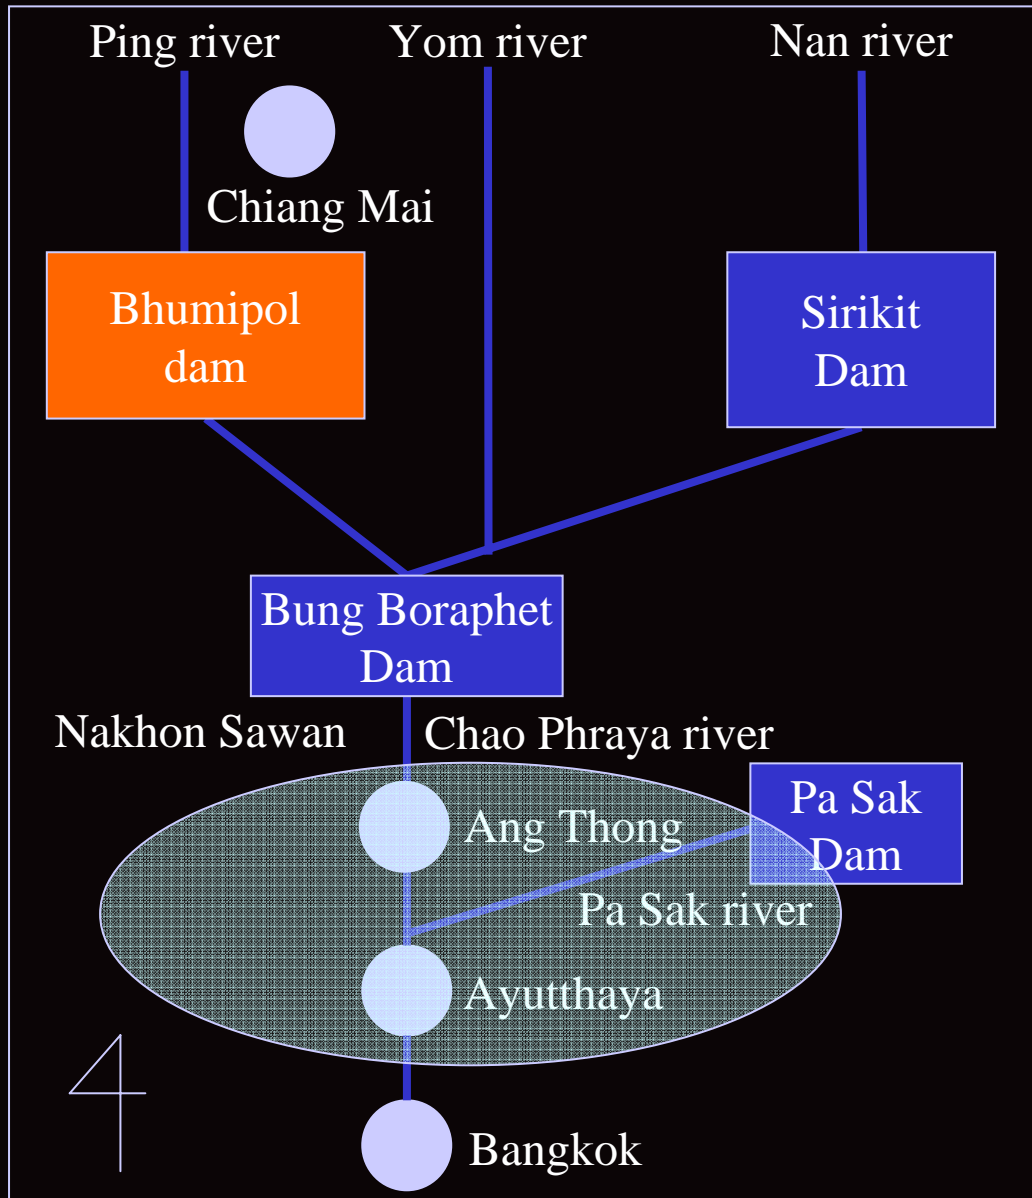 Ping river
Yom river
Nan river
Chiang Mai
Bhumipol
dam
Sirikit
Dam
Bung Boraphet
Dam
Nakhon Sawan
Chao Phraya river
Pa Sak
Dam
Ang Thong
Pa Sak river
Ayutthaya
Bangkok